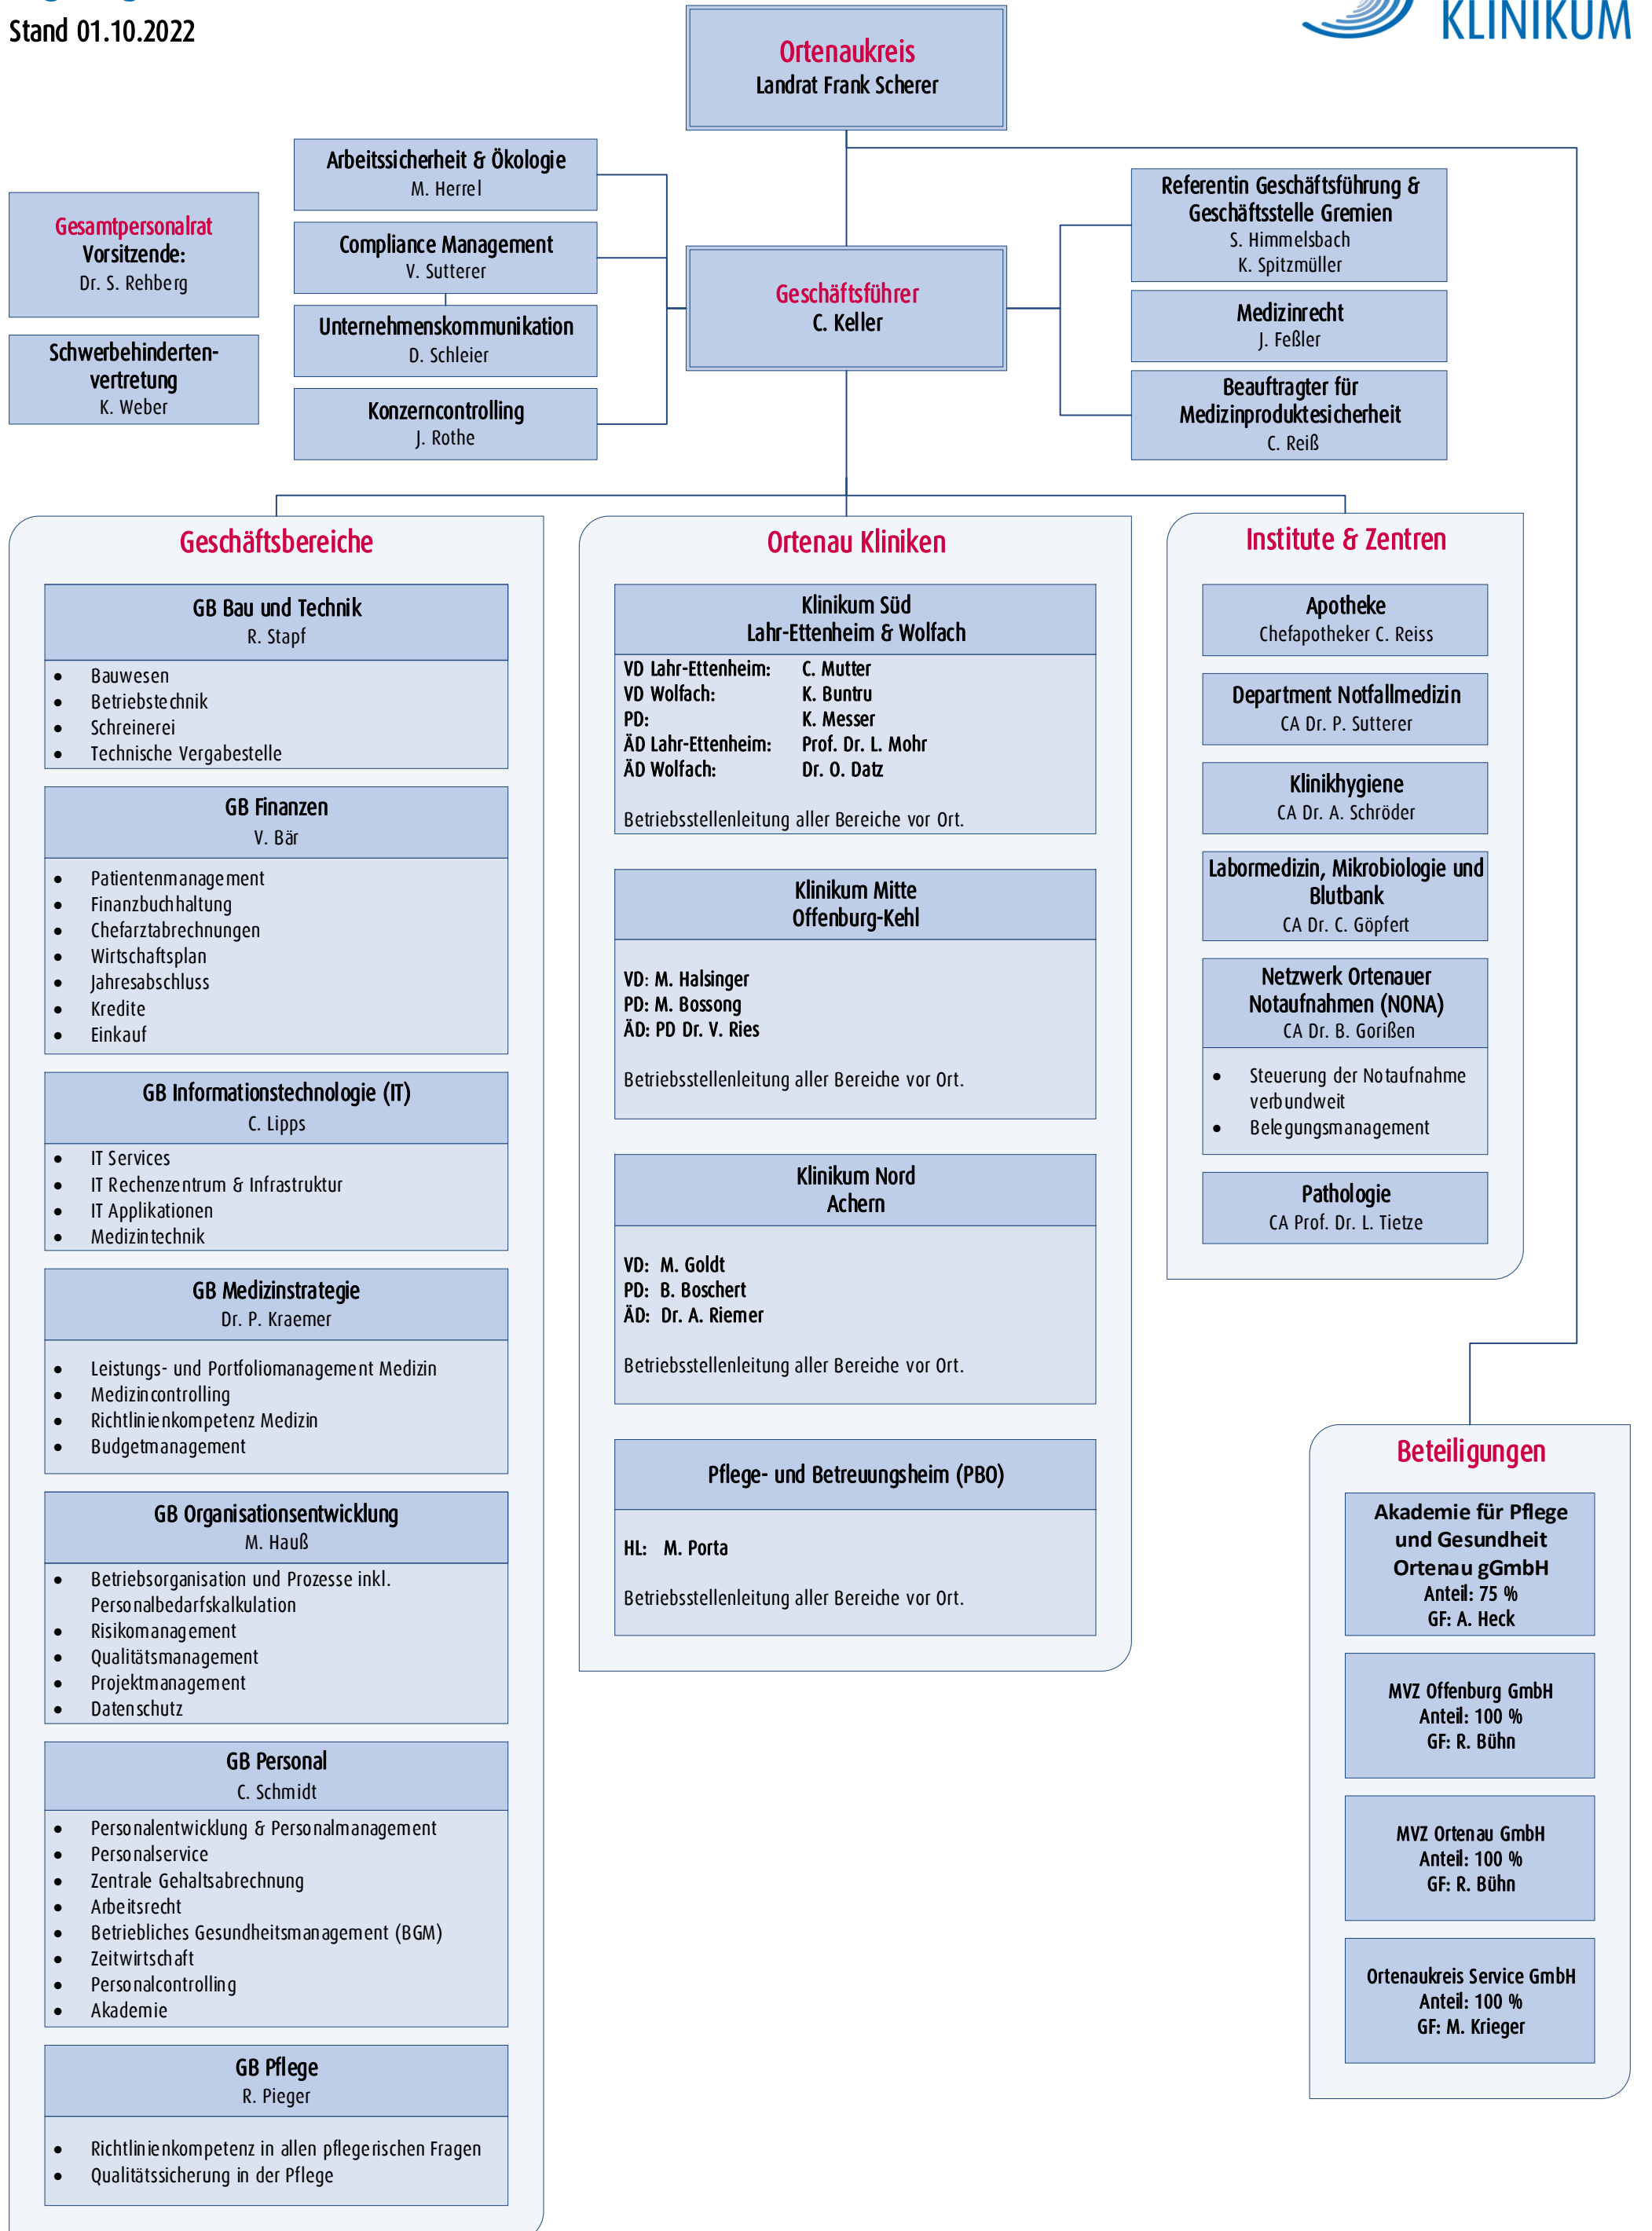 Stand 01.10.2022
KLINIKUM
Ortenaukreis
Landrat Frank Scherer
Arbeitssicherheit & Ökologie
M. Herrel
Gesamtpersonalrat
Vorsitzende:
Dr. S. Rehberg
Schwerbehinderten-
vertretung
K. Weber
Compliance Management
V. Sutterer
Unternehmenskommunikation
D. Schleier
Konzerncontrolling
J. Rothe
Geschäftsführer
C. Keller
Referentin Geschäftsführung &
Geschäftsstelle Gremien
S. Himmelsbach
K. Spitzmüller
Medizinrecht
J. Feßler
Beauftragter für
Medizinproduktesicherheit
C. Reiß
Geschäftsbereiche
GB Bau und Technik
R. Stapf
• Bauwesen
• Betriebstechnik
• Schreinerei
• Technische Vergabestelle
GB Finanzen
V. Bär
• Patientenmanagement
• Finanzbuchhaltung
• Chefarztabrechnungen
• Wirtschaftsplan
• Jahresabschluss
• Kredite
• Einkauf
GB Informationstechnologie (IT)
C. Lipps
• IT Services
• IT Rechenzentrum & Infrastruktur
• IT Applikationen
• Medizintechnik
GB Medizinstrategie
Dr. P. Kraemer
• Leistungs- und Portfoliomanagement Medizin
• Medizincontrolling
• Richtlinienkompetenz Medizin
• Budgetmanagement
GB Organisationsentwicklung
M. Hauß
• Betriebsorganisation und Prozesse inkl.
Personalbedarfskalkulation
• Risikomanagement
• Qualitätsmanagement
• Projektmanagement
• Datenschutz
GB Personal
C. Schmidt
• Personalentwicklung & Personalmanagement
• Personalservice
• Zentrale Gehaltsabrechnung
• Arbeitsrecht
• Betriebliches Gesundheitsmanagement (BGM)
• Zeitwirtschaft
• Personalcontrolling
• Akademie
GB Pflege
R. Pieger
• Richtlinienkompetenz in allen pflegerischen Fragen
• Qualitätssicherung in der Pflege
Ortenau Kliniken
Klinikum Süd
Lahr-Ettenheim & Wolfach
VD Lahr-Ettenheim: C. Mutter
VD Wolfach: K. Buntru
PD: K. Messer
ÄD Lahr-Ettenheim: Prof. Dr. L. Mohr
ÄD Wolfach: Dr. O. Datz
Betriebsstellenleitung aller Bereiche vor Ort.
Klinikum Mitte
Offenburg-Kehl
VD: M. Halsinger
PD: M. Bossong
ÄD: PD Dr. V. Ries
Betriebsstellenleitung aller Bereiche vor Ort.
Klinikum Nord
Achern
VD: M. Goldt
PD: B. Boschert
ÄD: Dr. A. Riemer
Betriebsstellenleitung aller Bereiche vor Ort.
Pflege- und Betreuungsheim (PBO)
HL: M. Porta
Betriebsstellenleitung aller Bereiche vor Ort.
Institute & Zentren
Apotheke
Chefapotheker C. Reiss
Department Notfallmedizin
CA Dr. P. Sutterer
Klinikhygiene
CA Dr. A. Schröder
Labormedizin, Mikrobiologie und
Blutbank
CA Dr. C. Göpfert
Netzwerk Ortenauer
Notaufnahmen (NONA)
CA Dr. B. Gorißen
• Steuerung der Notaufnahme
verbundweit
• Belegungsmanagement
Pathologie
CA Prof. Dr. L. Tietze
Beteiligungen
Akademie für Pflege
und Gesundheit
Ortenau gGmbH
Anteil: 75 %
GF: A. Heck
MVZ Offenburg GmbH
Anteil: 100 %
GF: R. Bühn
MVZ Ortenau GmbH
Anteil: 100 %
GF: R. Bühn
Ortenaukreis Service GmbH
Anteil: 100 %
GF: M. Krieger